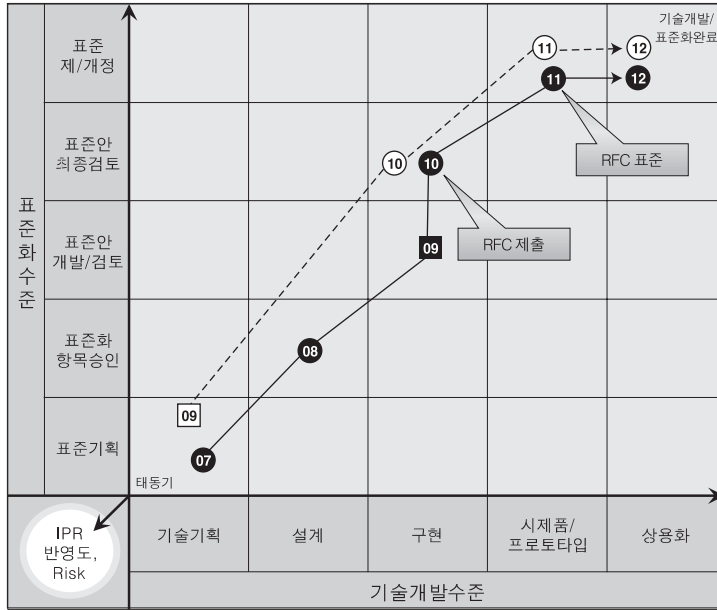 기술개발/
표준화완료
표준
제/개정
11
12
11
12
RFC 표준
표준안
최종검토
10
10
표준화수준
표준안
개발/검토
09
RFC 제출
표준화
항목승인
08
09
표준기획
07
태동기
IPR
반영도,
Risk
기술기획
설계
구현
시제품/
프로토타입
상용화
기술개발수준